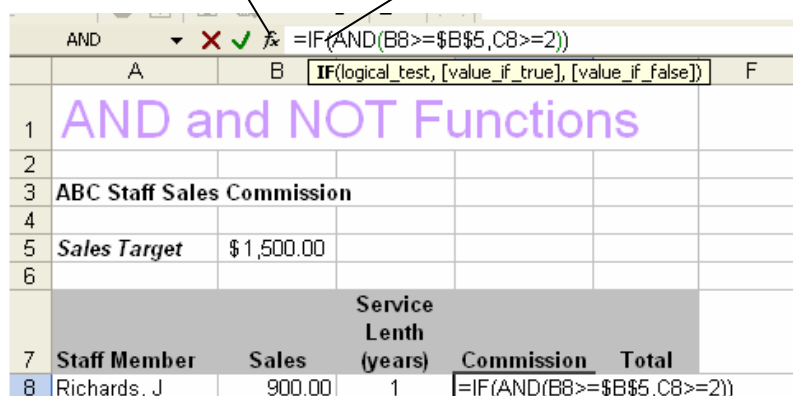 AND fx =IF(AND(B8>=$B$5,C8>=2))
IF(logical_test, [value_if_true], [value_if_false])
A B F
1 AND and NOT Functions
2
3 ABC Staff Sales Commission
4
5 Sales Target $1,500.00
6
Service
Lenth
7 Staff Member Sales (years) Commission Total
8 Richards, J 900.00 1 =IF(AND(B8>=$B$5,C8>=2))